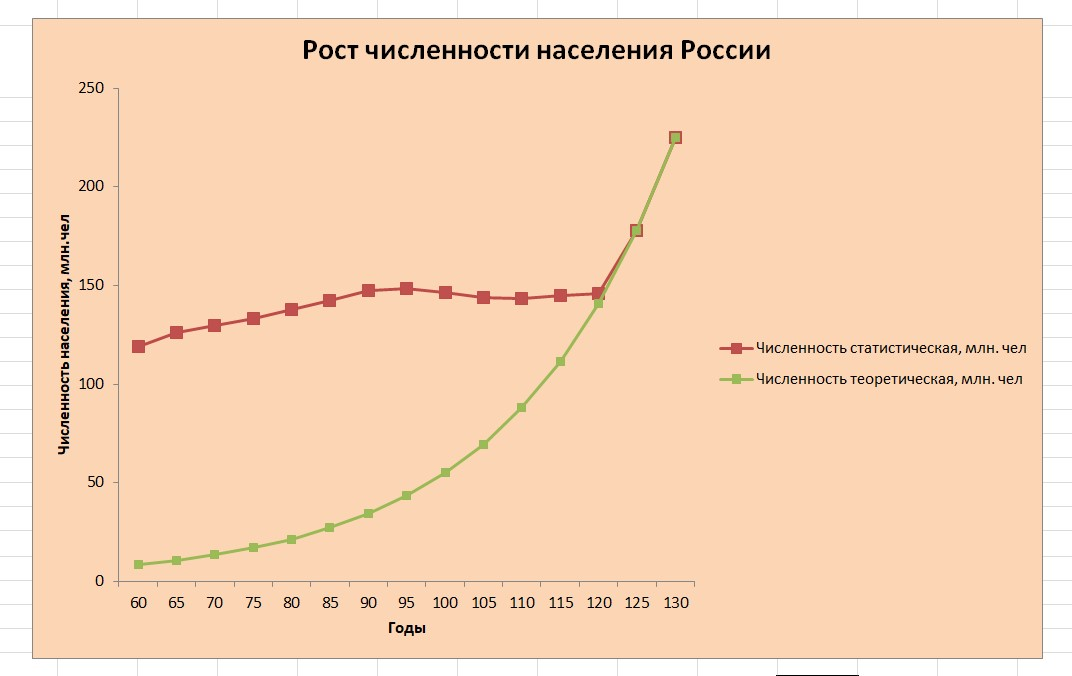 Рост численности населения России
250
200
150
100
50
0
Численность населения, млн.чел
60 65 70 75 80 85 90 95 100 105 110 115 120 125 130
Годы
Численность статистическая, млн. чел
Численность теоретическая, млн. чел